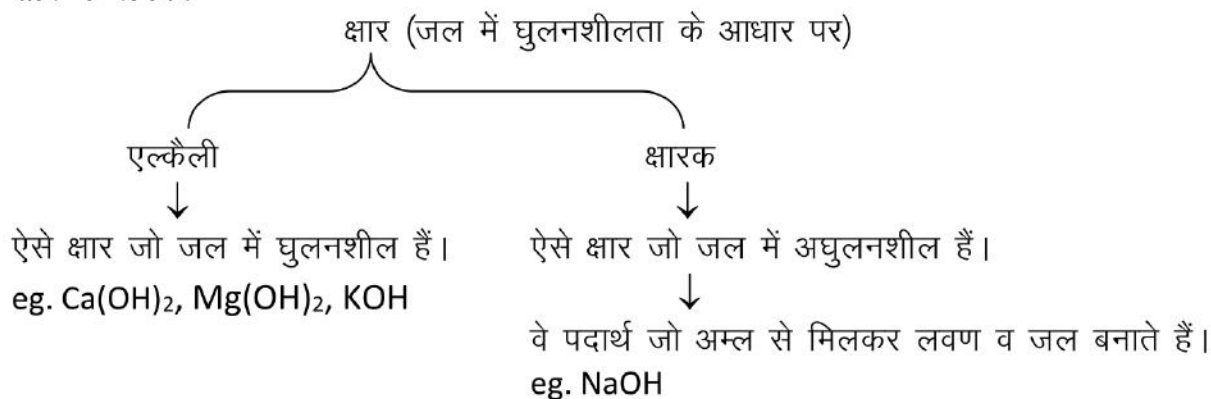 क्षार (जल में घुलनशीलता के आधार पर)
एल्कैली
क्षारक
ऐसे क्षार जो जल में घुलनशील हैं।
eg. Ca(OH)₂, Mg(OH)₂, KOH
ऐसे क्षार जो जल में अघुलनशील हैं।
वे पदार्थ जो अम्ल से मिलकर लवण व जल बनाते हैं।
eg. NaOH